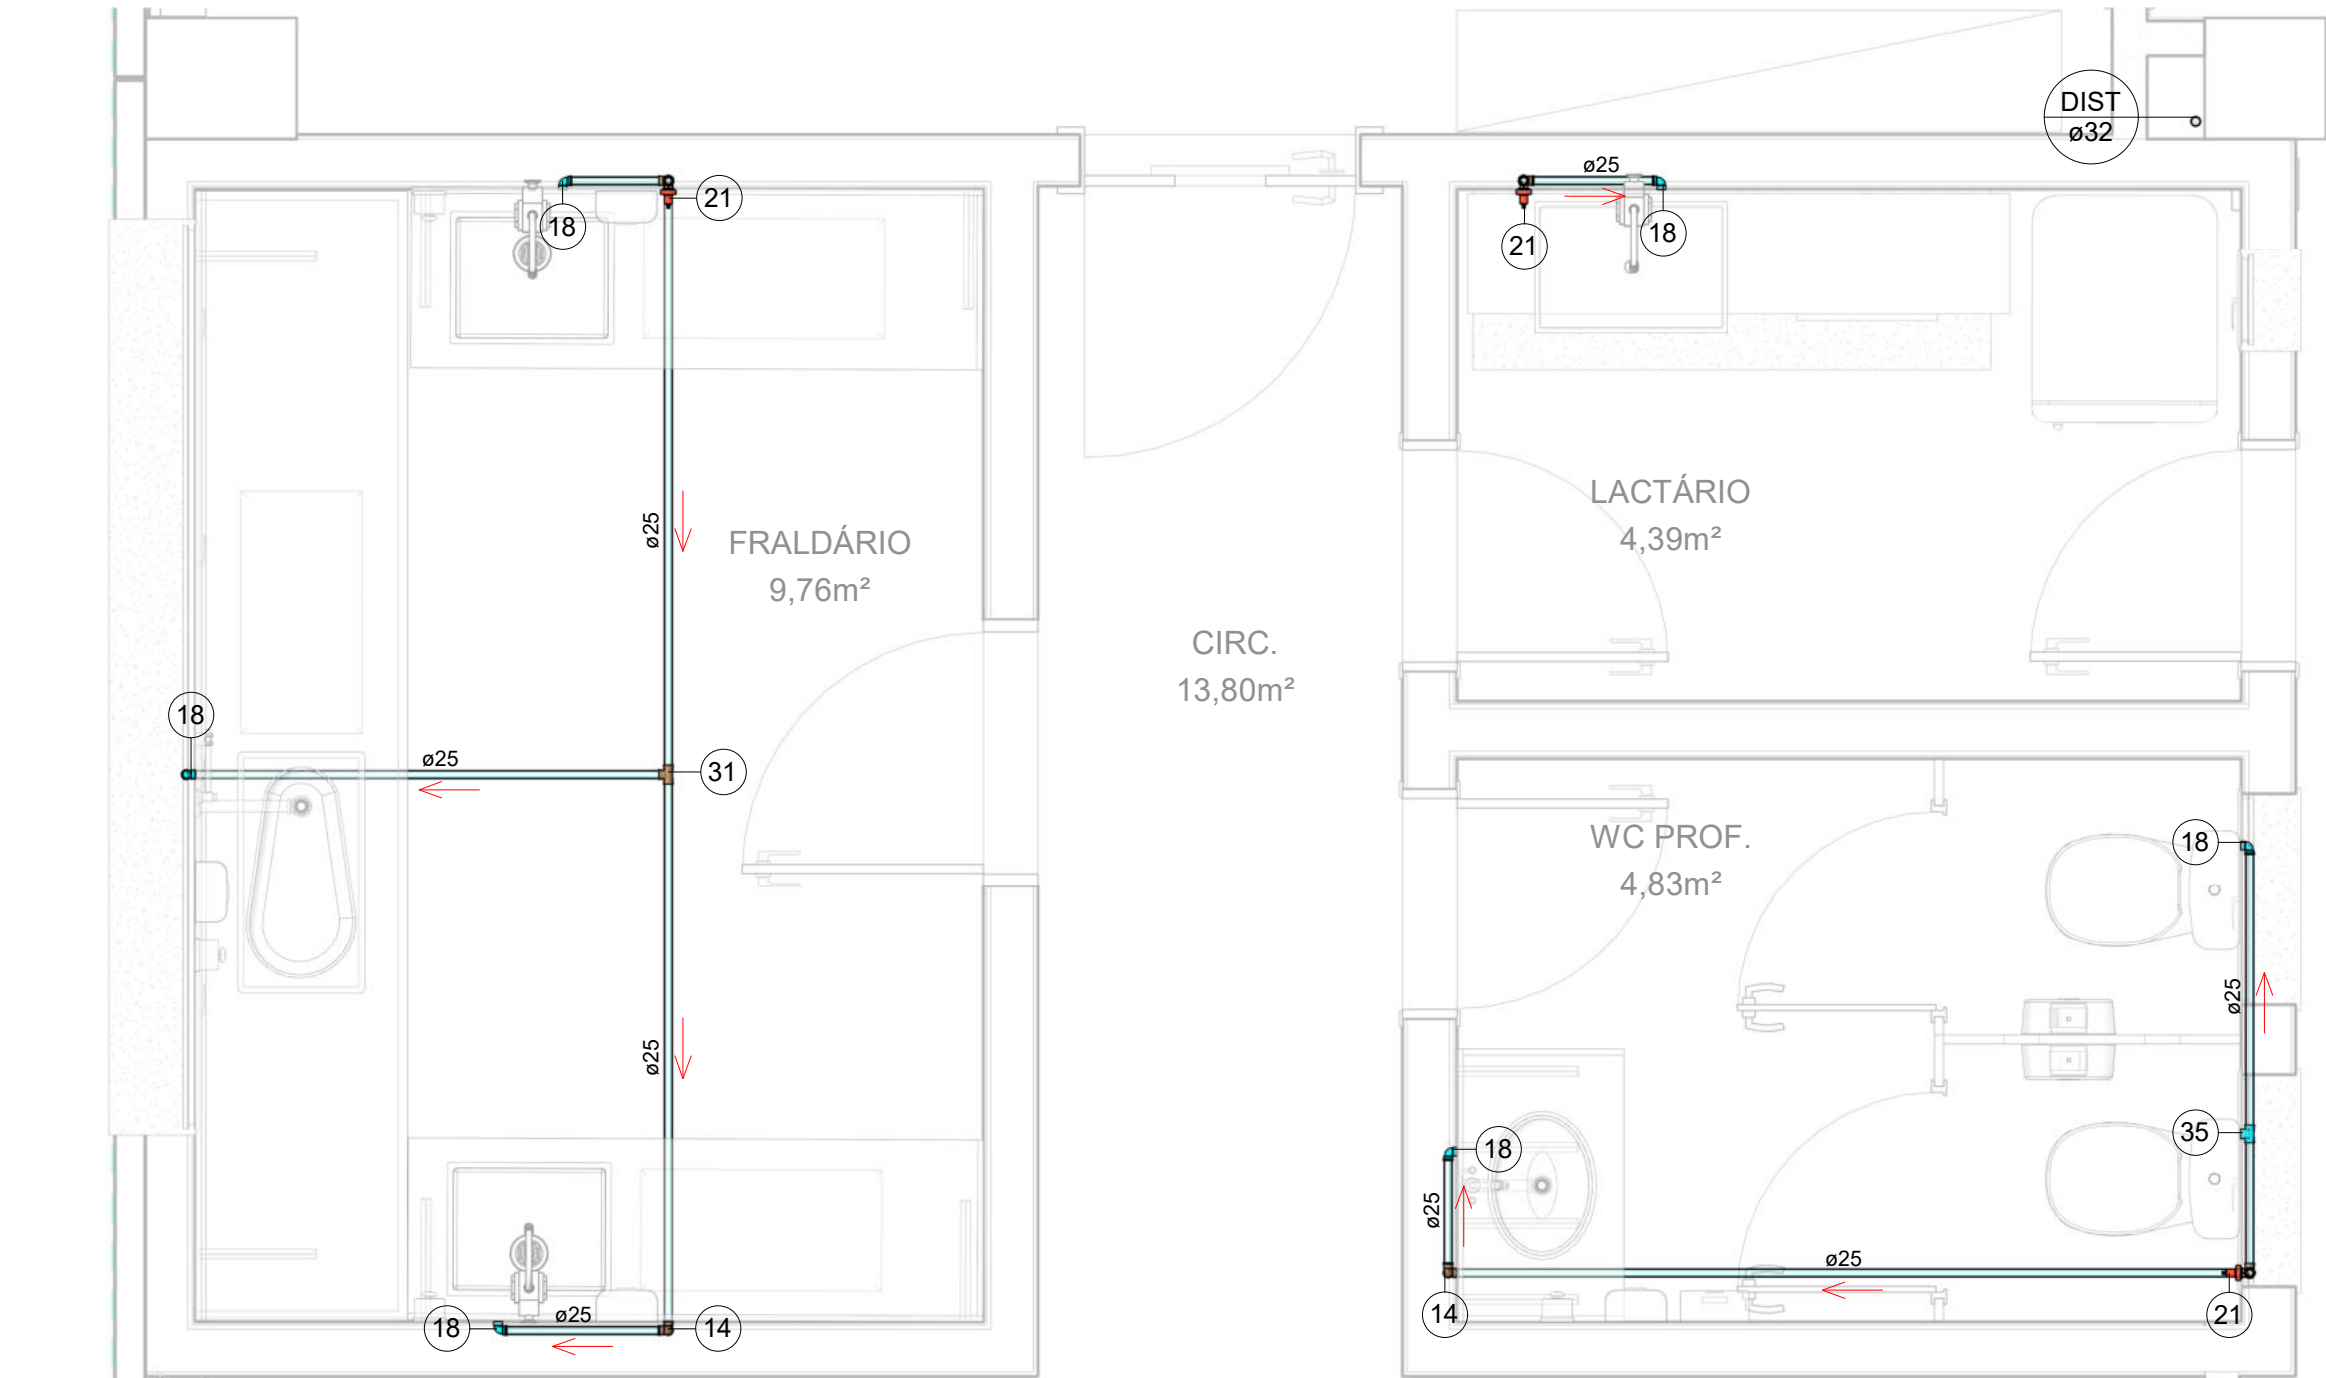 DIST
ø32
ø25
21
18
21
18
LACTÁRIO
4,39m²
ø25
FRALDÁRIO
9,76m²
CIRC.
13,80m²
18
ø25
31
WC PROF.
4,83m²
18
ø25
ø25
35
18
ø25
ø25
14
21
18
ø25
14